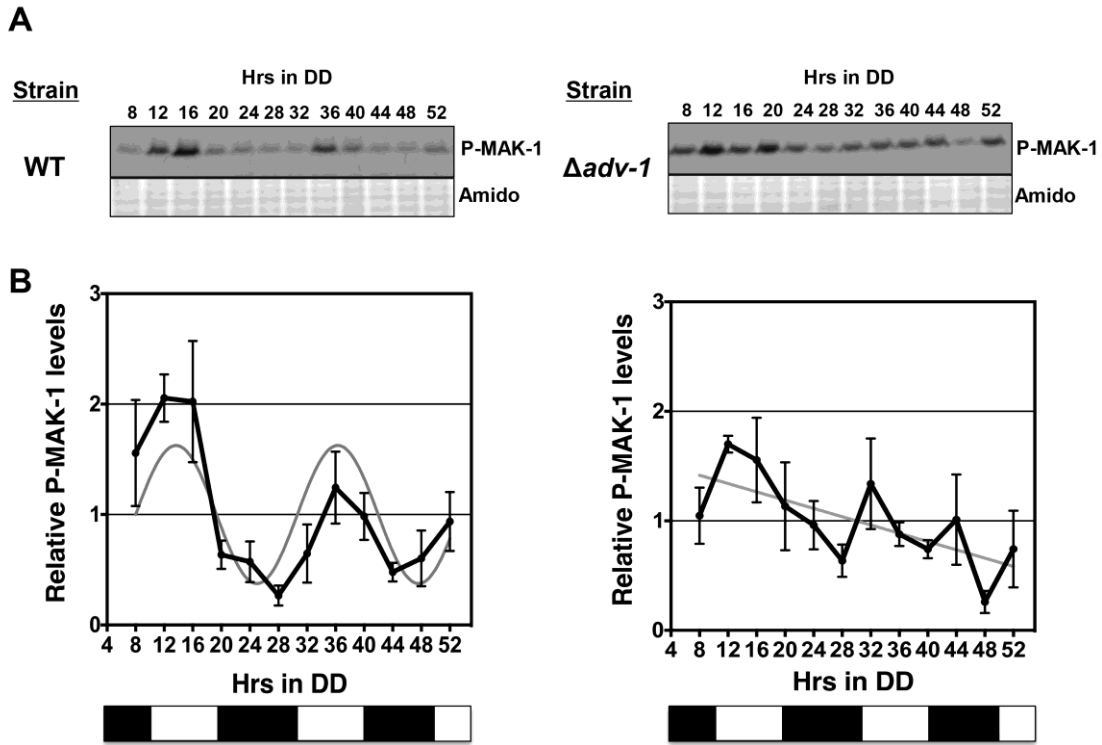 A
Hrs in DD
Strain
8 12 16 20 24 28 32 36 40 44 48 52
WT
P-MAK-1
Amido
Hrs in DD
Strain
8 12 16 20 24 28 32 36 40 44 48 52
Δadv-1
P-MAK-1
Amido
B
Relative P-MAK-1 levels
3
2
1
0
4 8 12 16 20 24 28 32 36 40 44 48 52
Hrs in DD
Relative P-MAK-1 levels
3
2
1
0
4 8 12 16 20 24 28 32 36 40 44 48 52
Hrs in DD